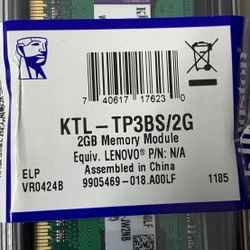 7 40617 17623 0
KTL-TP3BS/2G
2GB Memory Module
Equiv. LENOVO® P/N: N/A
Assembled in China
ELP
9905469-018.A00LF
1185
VR0424B